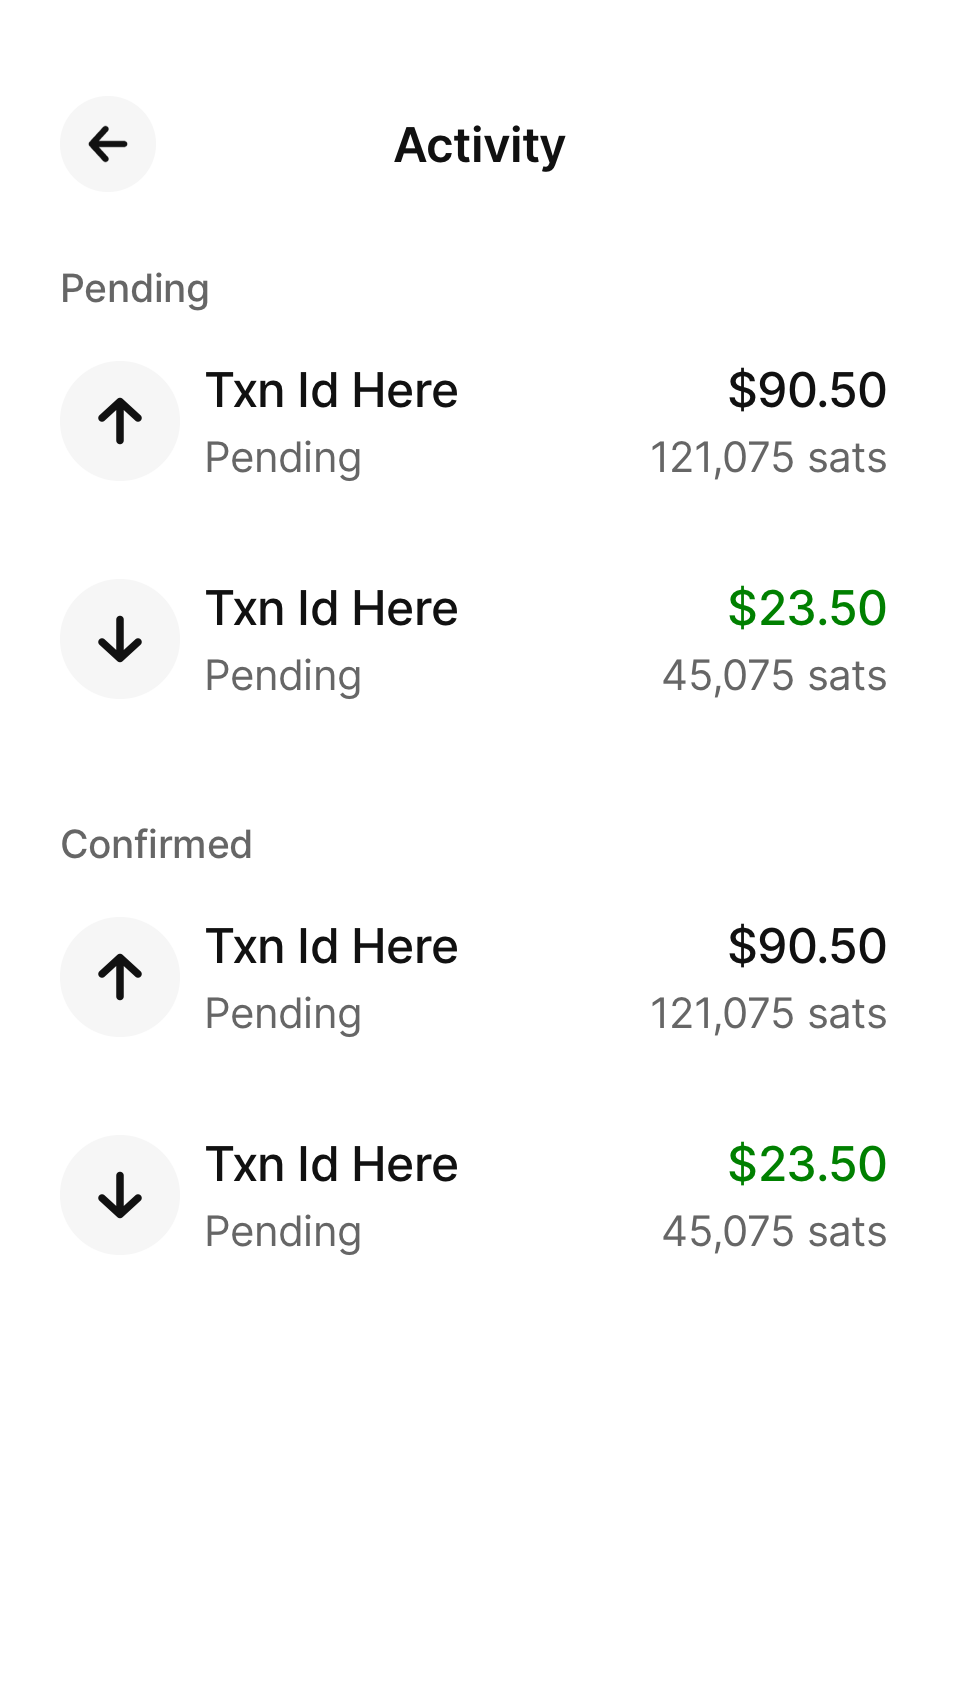 Activity
Pending
Txn Id Here $90.50
Pending 121,075 sats
Txn Id Here $23.50
Pending 45,075 sats
Confirmed
Txn Id Here $90.50
Pending 121,075 sats
Txn Id Here $23.50
Pending 45,075 sats